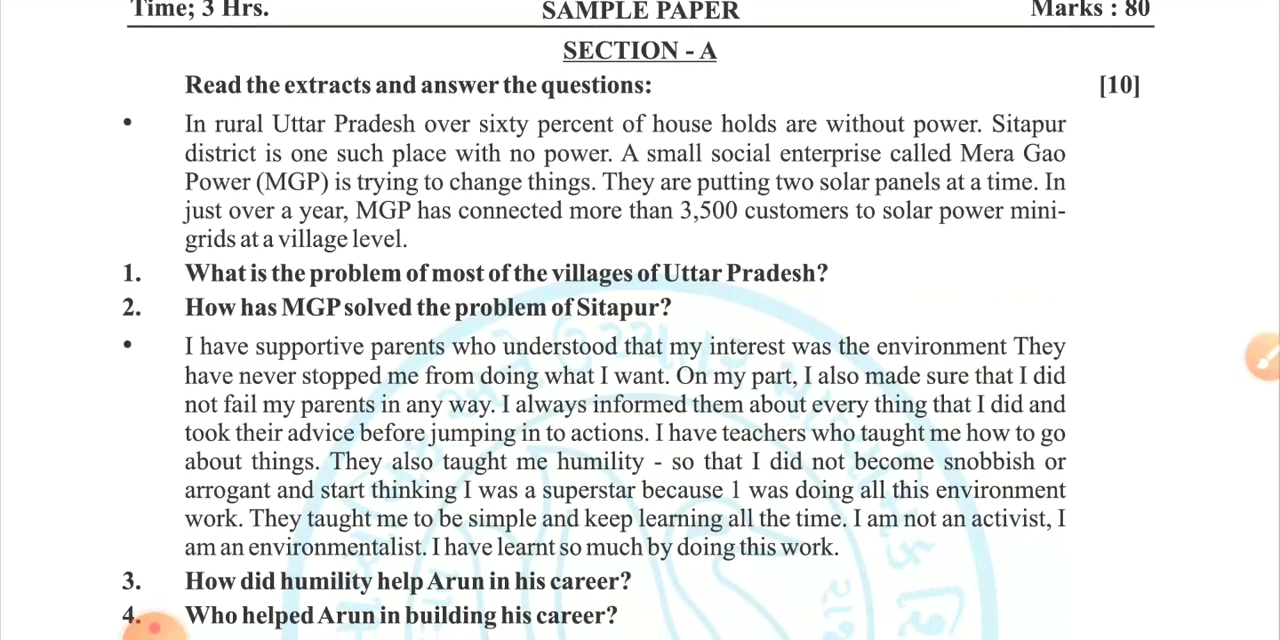 Time; 3 Hrs. SAMPLE PAPER Marks : 80
SECTION - A
Read the extracts and answer the questions: [10]
• In rural Uttar Pradesh over sixty percent of house holds are without power. Sitapur
district is one such place with no power. A small social enterprise called Mera Gao
Power (MGP) is trying to change things. They are putting two solar panels at a time. In
just over a year, MGP has connected more than 3,500 customers to solar power mini-
grids at a village level.
1. What is the problem of most of the villages of Uttar Pradesh?
2. How has MGP solved the problem of Sitapur?
• I have supportive parents who understood that my interest was the environment They
have never stopped me from doing what I want. On my part, I also made sure that I did
not fail my parents in any way. I always informed them about every thing that I did and
took their advice before jumping in to actions. I have teachers who taught me how to go
about things. They also taught me humility - so that I did not become snobbish or
arrogant and start thinking I was a superstar because 1 was doing all this environment
work. They taught me to be simple and keep learning all the time. I am not an activist, I
am an environmentalist. I have learnt so much by doing this work.
3. How did humility help Arun in his career?
4. Who helped Arun in building his career?